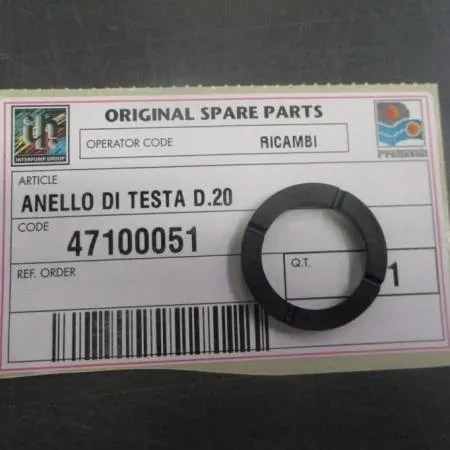 ORIGINAL SPARE PARTS
INTERPUMP GROUP
OPERATOR CODE RICAMBI
ARTICLE
ANELLO DI TESTA D.20
CODE
47100051
REF. ORDER
Q.T.
1